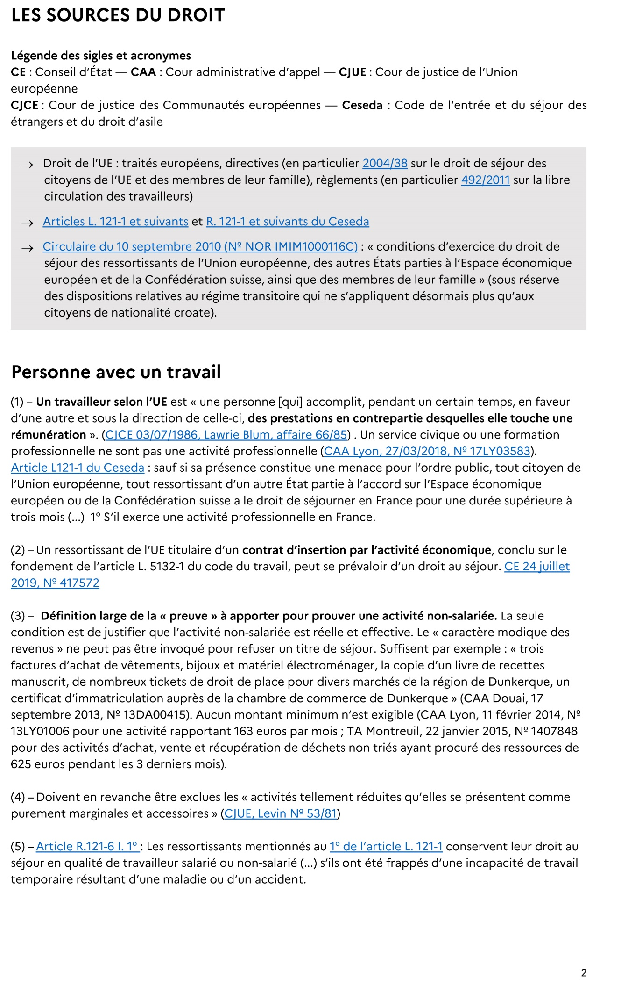 LES SOURCES DU DROIT
Légende des sigles et acronymes
CE : Conseil d’État — CAA : Cour administrative d’appel — CJUE : Cour de justice de l’Union
européenne
CJCE : Cour de justice des Communautés européennes — Ceseda : Code de l’entrée et du séjour des
étrangers et du droit d’asile
→ Droit de l’UE : traités européens, directives (en particulier 2004/38 sur le droit de séjour des
citoyens de l’UE et des membres de leur famille), règlements (en particulier 492/2011 sur la libre
circulation des travailleurs)
→ Articles L. 121-1 et suivants et R. 121-1 et suivants du Ceseda
→ Circulaire du 10 septembre 2010 (Nº NOR IMIM1000116C) : « conditions d’exercice du droit de
séjour des ressortissants de l’Union européenne, des autres États parties à l’Espace économique
européen et de la Confédération suisse, ainsi que des membres de leur famille » (sous réserve
des dispositions relatives au régime transitoire qui ne s’appliquent désormais plus qu’aux
citoyens de nationalité croate).
Personne avec un travail
(1) – Un travailleur selon l’UE est « une personne [qui] accomplit, pendant un certain temps, en faveur
d’une autre et sous la direction de celle-ci, des prestations en contrepartie desquelles elle touche une
rémunération ». (CJCE 03/07/1986, Lawrie Blum, affaire 66/85) . Un service civique ou une formation
professionnelle ne sont pas une activité professionnelle (CAA Lyon, 27/03/2018, Nº 17LY03583).
Article L121-1 du Ceseda : sauf si sa présence constitue une menace pour l’ordre public, tout citoyen de
l’Union européenne, tout ressortissant d’un autre État partie à l’accord sur l’Espace économique
européen ou de la Confédération suisse a le droit de séjourner en France pour une durée supérieure à
trois mois (...)  1° S’il exerce une activité professionnelle en France.
(2) – Un ressortissant de l’UE titulaire d’un contrat d’insertion par l’activité économique, conclu sur le
fondement de l’article L. 5132-1 du code du travail, peut se prévaloir d’un droit au séjour. CE 24 juillet
2019, Nº 417572
(3) –  Définition large de la « preuve » à apporter pour prouver une activité non-salariée. La seule
condition est de justifier que l’activité non-salariée est réelle et effective. Le « caractère modique des
revenus » ne peut pas être invoqué pour refuser un titre de séjour. Suffisent par exemple : « trois
factures d’achat de vêtements, bijoux et matériel électroménager, la copie d’un livre de recettes
manuscrit, de nombreux tickets de droit de place pour divers marchés de la région de Dunkerque, un
certificat d’immatriculation auprès de la chambre de commerce de Dunkerque » (CAA Douai, 17
septembre 2013, Nº 13DA00415). Aucun montant minimum n’est exigible (CAA Lyon, 11 février 2014, Nº
13LY01006 pour une activité rapportant 163 euros par mois ; TA Montreuil, 22 janvier 2015, Nº 1407848
pour des activités d’achat, vente et récupération de déchets non triés ayant procuré des ressources de
625 euros pendant les 3 derniers mois).
(4) – Doivent en revanche être exclues les « activités tellement réduites qu’elles se présentent comme
purement marginales et accessoires » (CJUE, Levin Nº 53/81)
(5) – Article R.121-6 I. 1° : Les ressortissants mentionnés au 1° de l’article L. 121-1 conservent leur droit au
séjour en qualité de travailleur salarié ou non-salarié (...) s’ils ont été frappés d’une incapacité de travail
temporaire résultant d’une maladie ou d’un accident.
2